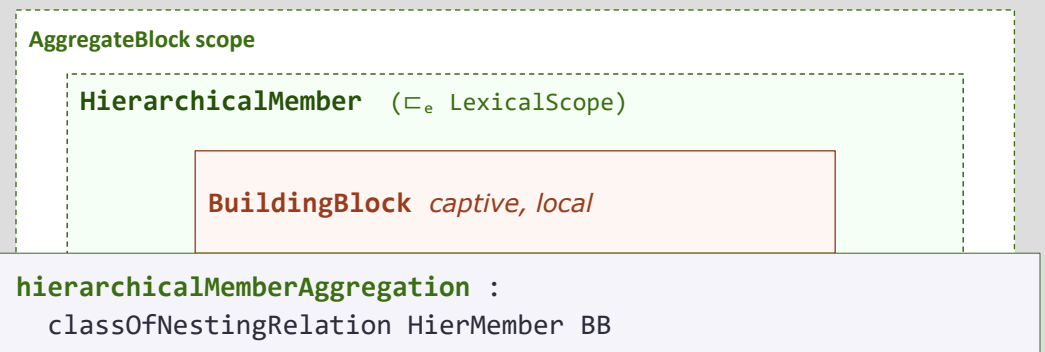 AggregateBlock scope
HierarchicalMember (⊏ₑ LexicalScope)
BuildingBlock captive, local
hierarchicalMemberAggregation :
classOfNestingRelation HierMember BB